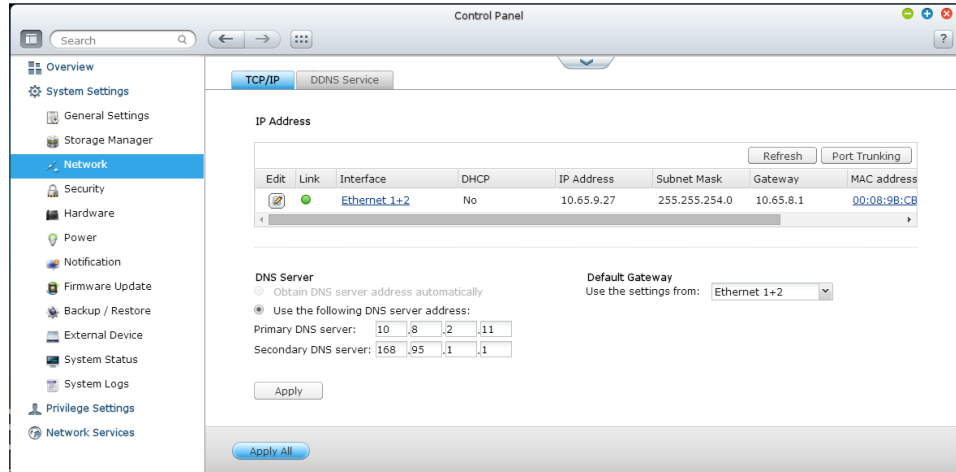 Control Panel
Search
?
Overview
System Settings
General Settings
Storage Manager
Network
Security
Hardware
Power
Notification
Firmware Update
Backup / Restore
External Device
System Status
System Logs
Privilege Settings
Network Services
TCP/IP DDNS Service
IP Address
Refresh Port Trunking
Edit Link Interface DHCP IP Address Subnet Mask Gateway MAC address
Ethernet 1+2 No 10.65.9.27 255.255.254.0 10.65.8.1 00:08:9B:CB
DNS Server
Obtain DNS server address automatically
Use the following DNS server address:
Primary DNS server: 10 .8 .2 .11
Secondary DNS server: 168 .95 .1 .1
Default Gateway
Use the settings from: Ethernet 1+2
Apply
Apply All